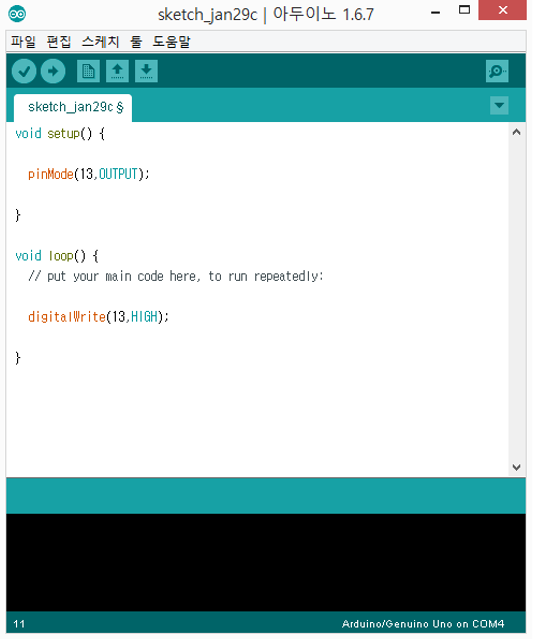 sketch_jan29c | 아두이노 1.6.7
파일 편집 스케치 툴 도움말
sketch_jan29c §
void setup() {
pinMode(13,OUTPUT);
}
void loop() {
// put your main code here, to run repeatedly:
digitalWrite(13,HIGH);
}
11 Arduino/Genuino Uno on COM4